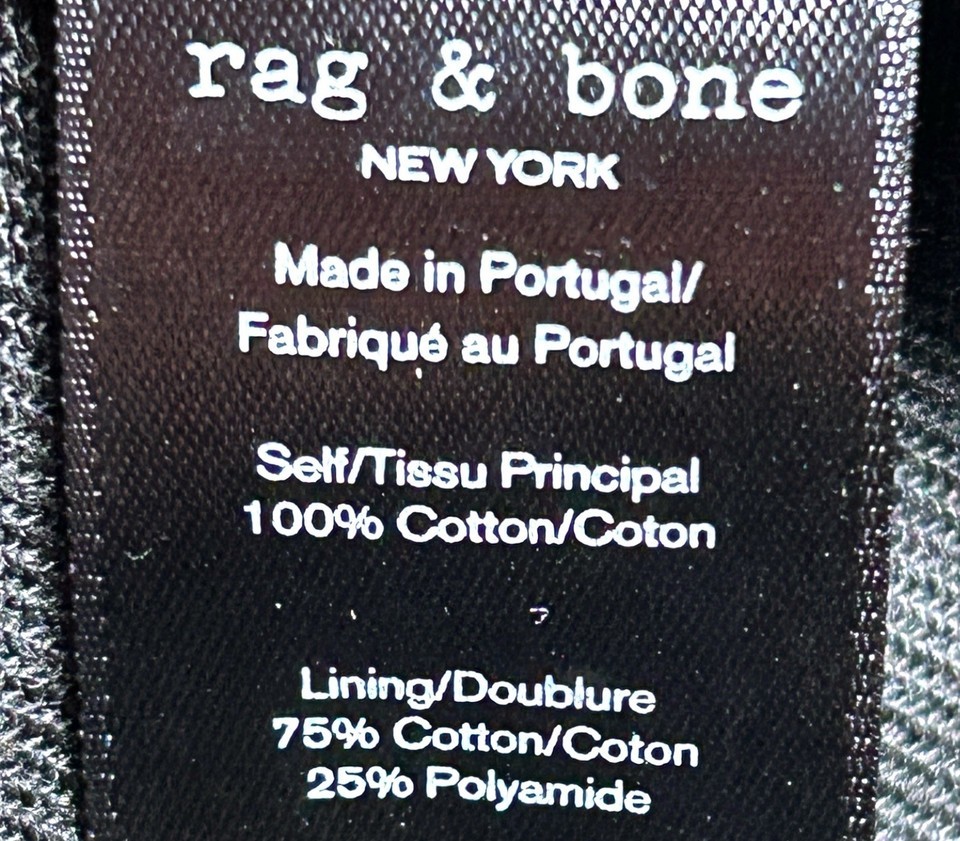 rag & bone
NEW YORK
Made in Portugal/
Fabriqué au Portugal
Self/Tissu Principal
100% Cotton/Coton
Lining/Doublure
75% Cotton/Coton
25% Polyamide